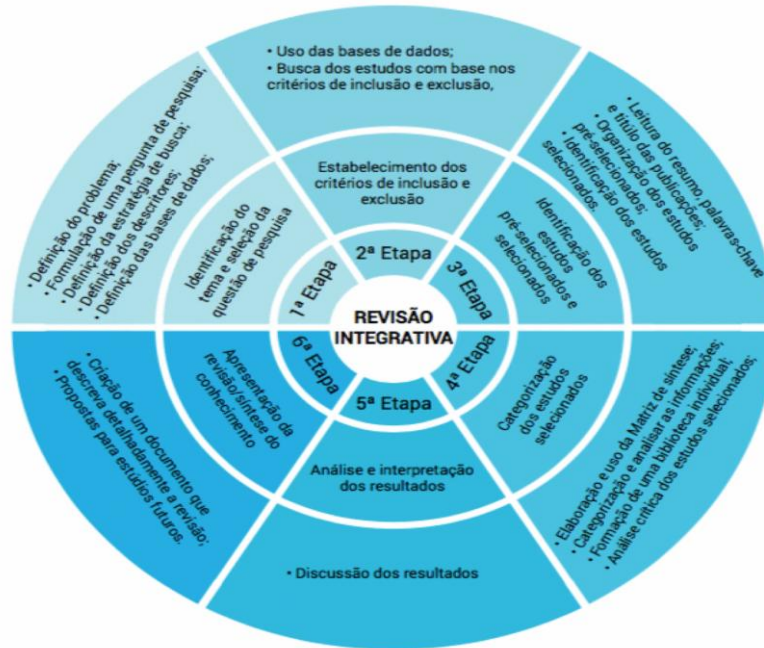 REVISÃO
INTEGRATIVA
1ª Etapa
Identificação do
tema e seleção da
questão de pesquisa
• Definição do problema;
• Formulação de uma pergunta de pesquisa;
• Definição da estratégia de busca;
• Definição dos descritores;
• Definição das bases de dados;
2ª Etapa
Estabelecimento dos
critérios de inclusão e
exclusão
• Uso das bases de dados;
• Busca dos estudos com base nos
critérios de inclusão e exclusão,
3ª Etapa
Identificação dos
estudos
pré-selecionados e
selecionados
• Leitura do resumo, palavras-chave
e título das publicações;
• Organização dos estudos
pré-selecionados;
• Identificação dos estudos
selecionados.
4ª Etapa
Categorização
dos estudos
selecionados
• Elaboração e uso da Matriz de síntese;
• Categorização e analisar as informações;
• Formação de uma biblioteca individual;
• Análise crítica dos estudos selecionados;
5ª Etapa
Análise e interpretação
dos resultados
• Discussão dos resultados
6ª Etapa
Apresentação da
revisão/síntese do
conhecimento
• Criação de um documento que
descreva detalhadamente a revisão;
• Propostas para estúdios futuros.